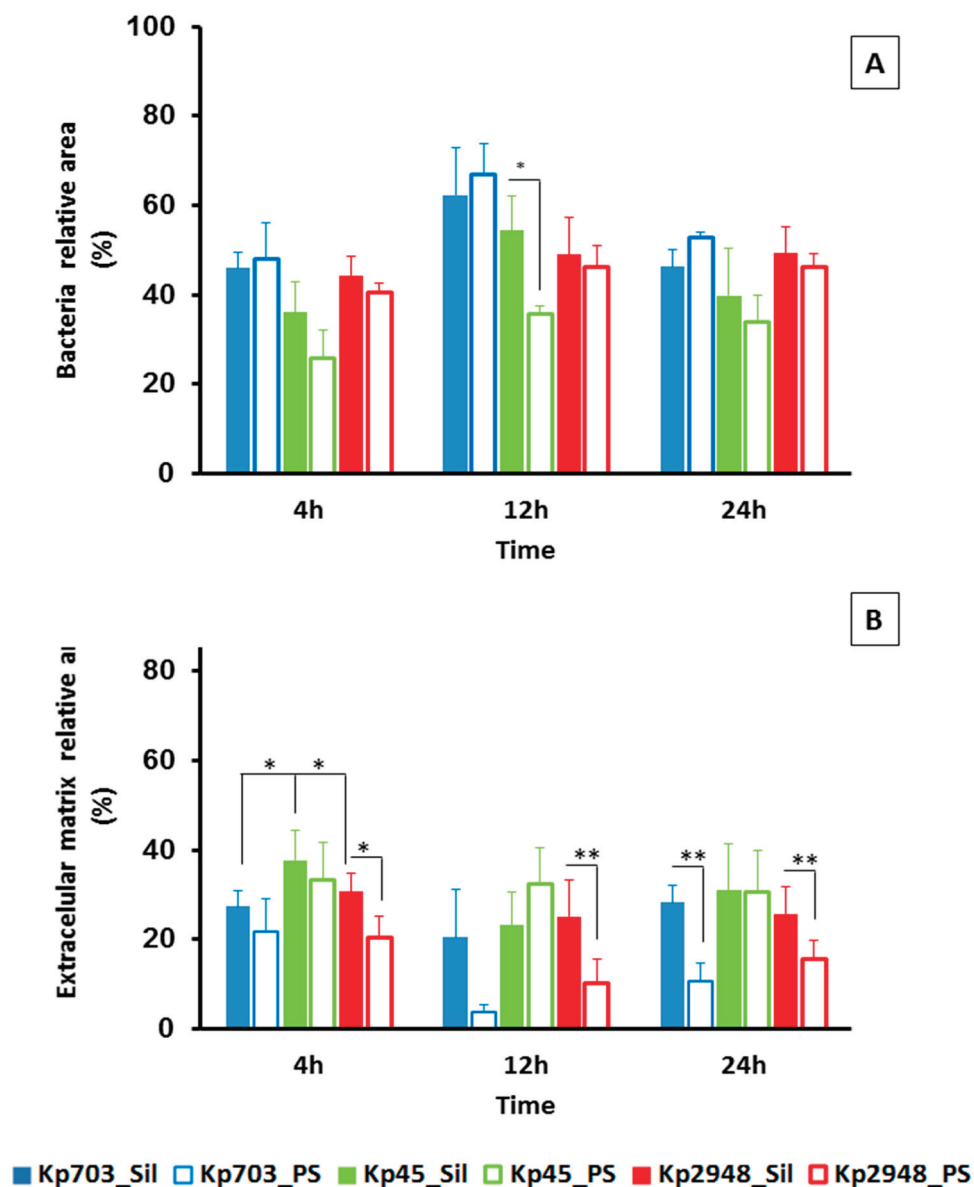 100
80
60
40
20
0
Bacteria relative area
(%)
A
*
4h
12h
24h
Time
B
80
60
40
20
0
Extracelular matrix relative a
(%)
*
*
*
**
**
**
4h
12h
24h
Time
Kp703_Sil Kp703_PS Kp45_Sil Kp45_PS Kp2948_Sil Kp2948_PS